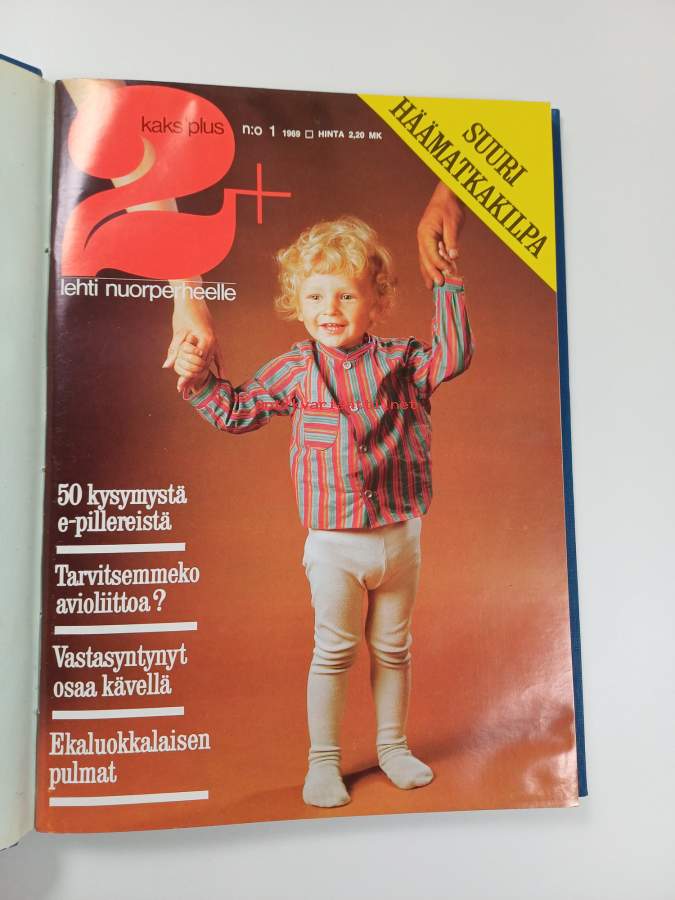 kaks plus
2+
n:o 1 1969 □ HINTA 2,20 MK
lehti nuorperheelle
SUURI
HÄÄMATKAKILPA
50 kysymystä
e-pillereistä
Tarvitsemmeko
avioliittoa?
Vastasyntynyt
osaa kävellä
Ekaluokkalaisen
pulmat